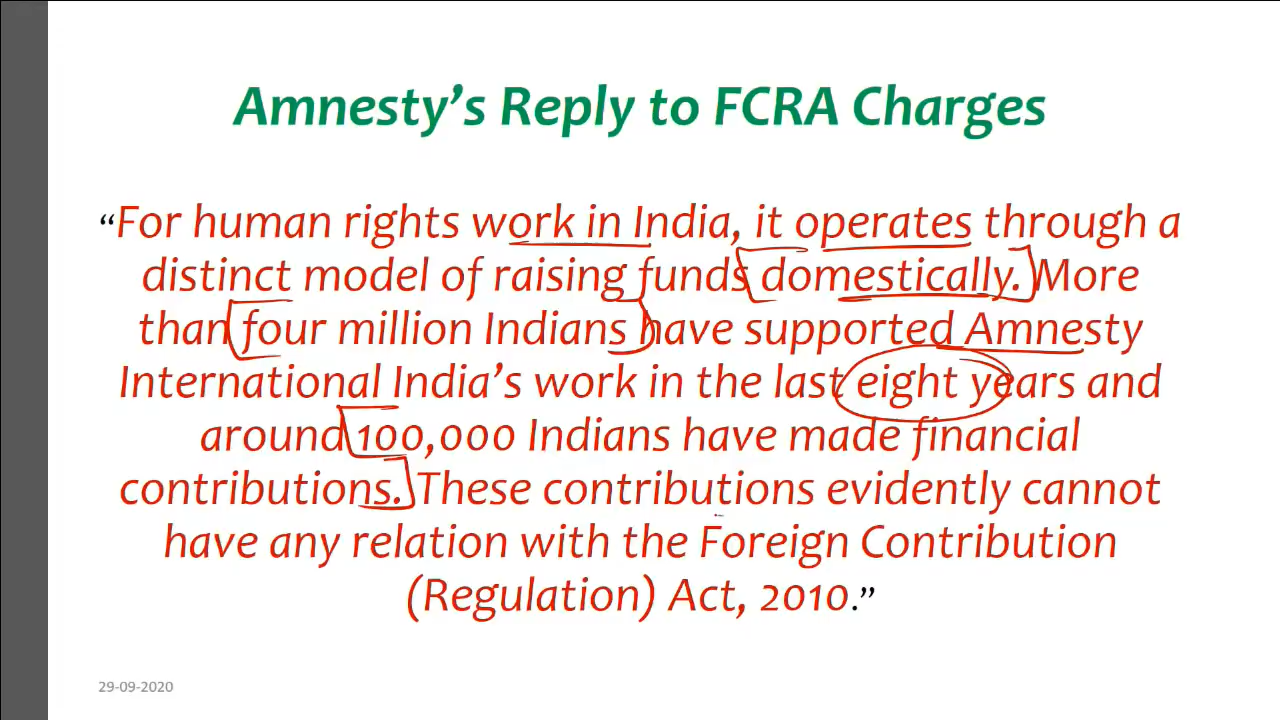 Amnesty’s Reply to FCRA Charges
“For human rights work in India, it operates through a
distinct model of raising funds domestically. More
than four million Indians have supported Amnesty
International India’s work in the last eight years and
around 100,000 Indians have made financial
contributions. These contributions evidently cannot
have any relation with the Foreign Contribution
(Regulation) Act, 2010.”
29-09-2020